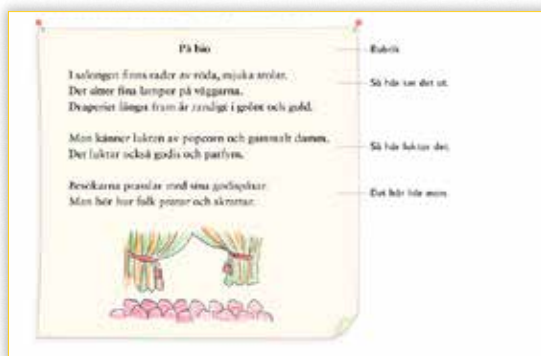 På bio
Rubrik
I salongen finns rader av röda, mjuka stolar.
Det sitter fina lampor på väggarna.
Draperiet längst fram är randigt i grönt och guld.
Så här ser det ut.
Man känner lukten av popcorn och gammalt damm.
Det luktar också godis och parfym.
Så här luktar det.
Besökarna prasslar med sina godispåsar.
Man hör hur folk pratar och skrattar.
Det här hör man.